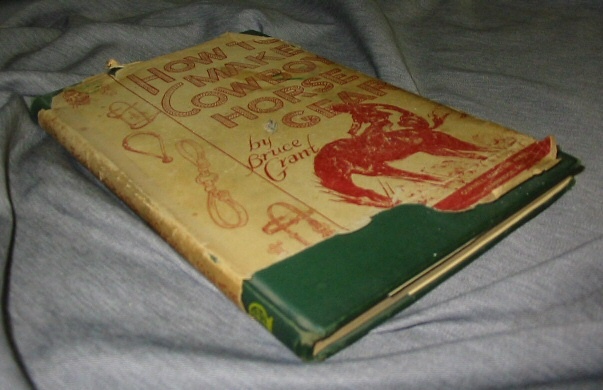 HOW TO
MAKE
COWBOY
HORSE
GEAR
by
Bruce
Grant